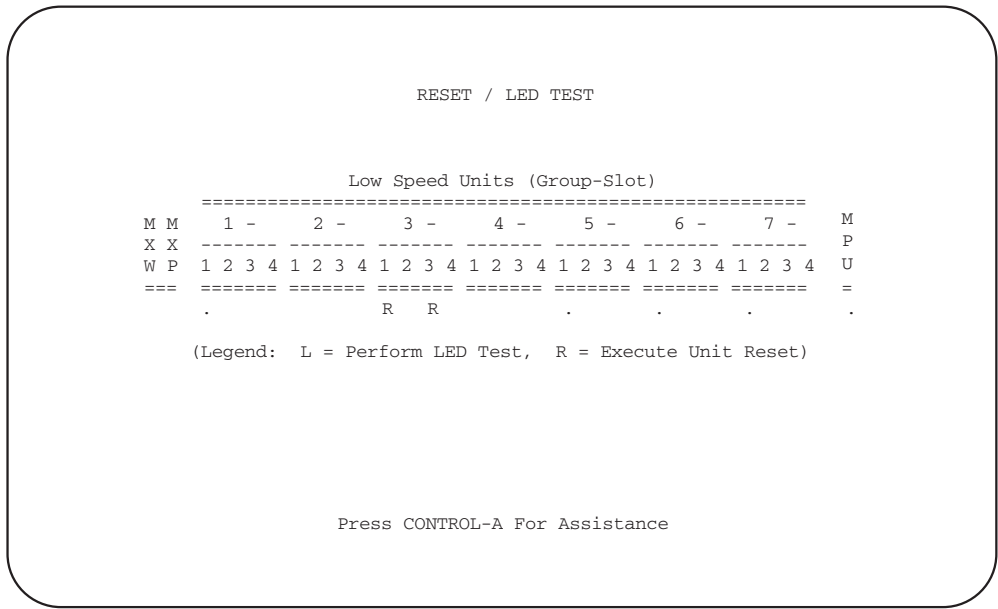 RESET / LED TEST
Low Speed Units (Group-Slot)
=======================================================
M M     1 -     2 -     3 -     4 -     5 -     6 -     7 -     M
X X  ------- ------- ------- ------- ------- ------- -------   P
W P  1 2 3 4 1 2 3 4 1 2 3 4 1 2 3 4 1 2 3 4 1 2 3 4 1 2 3 4   U
===  ======= ======= ======= ======= ======= ======= =======   =
     .               R   R           .       .       .         .
(Legend:  L = Perform LED Test,  R = Execute Unit Reset)
Press CONTROL-A For Assistance